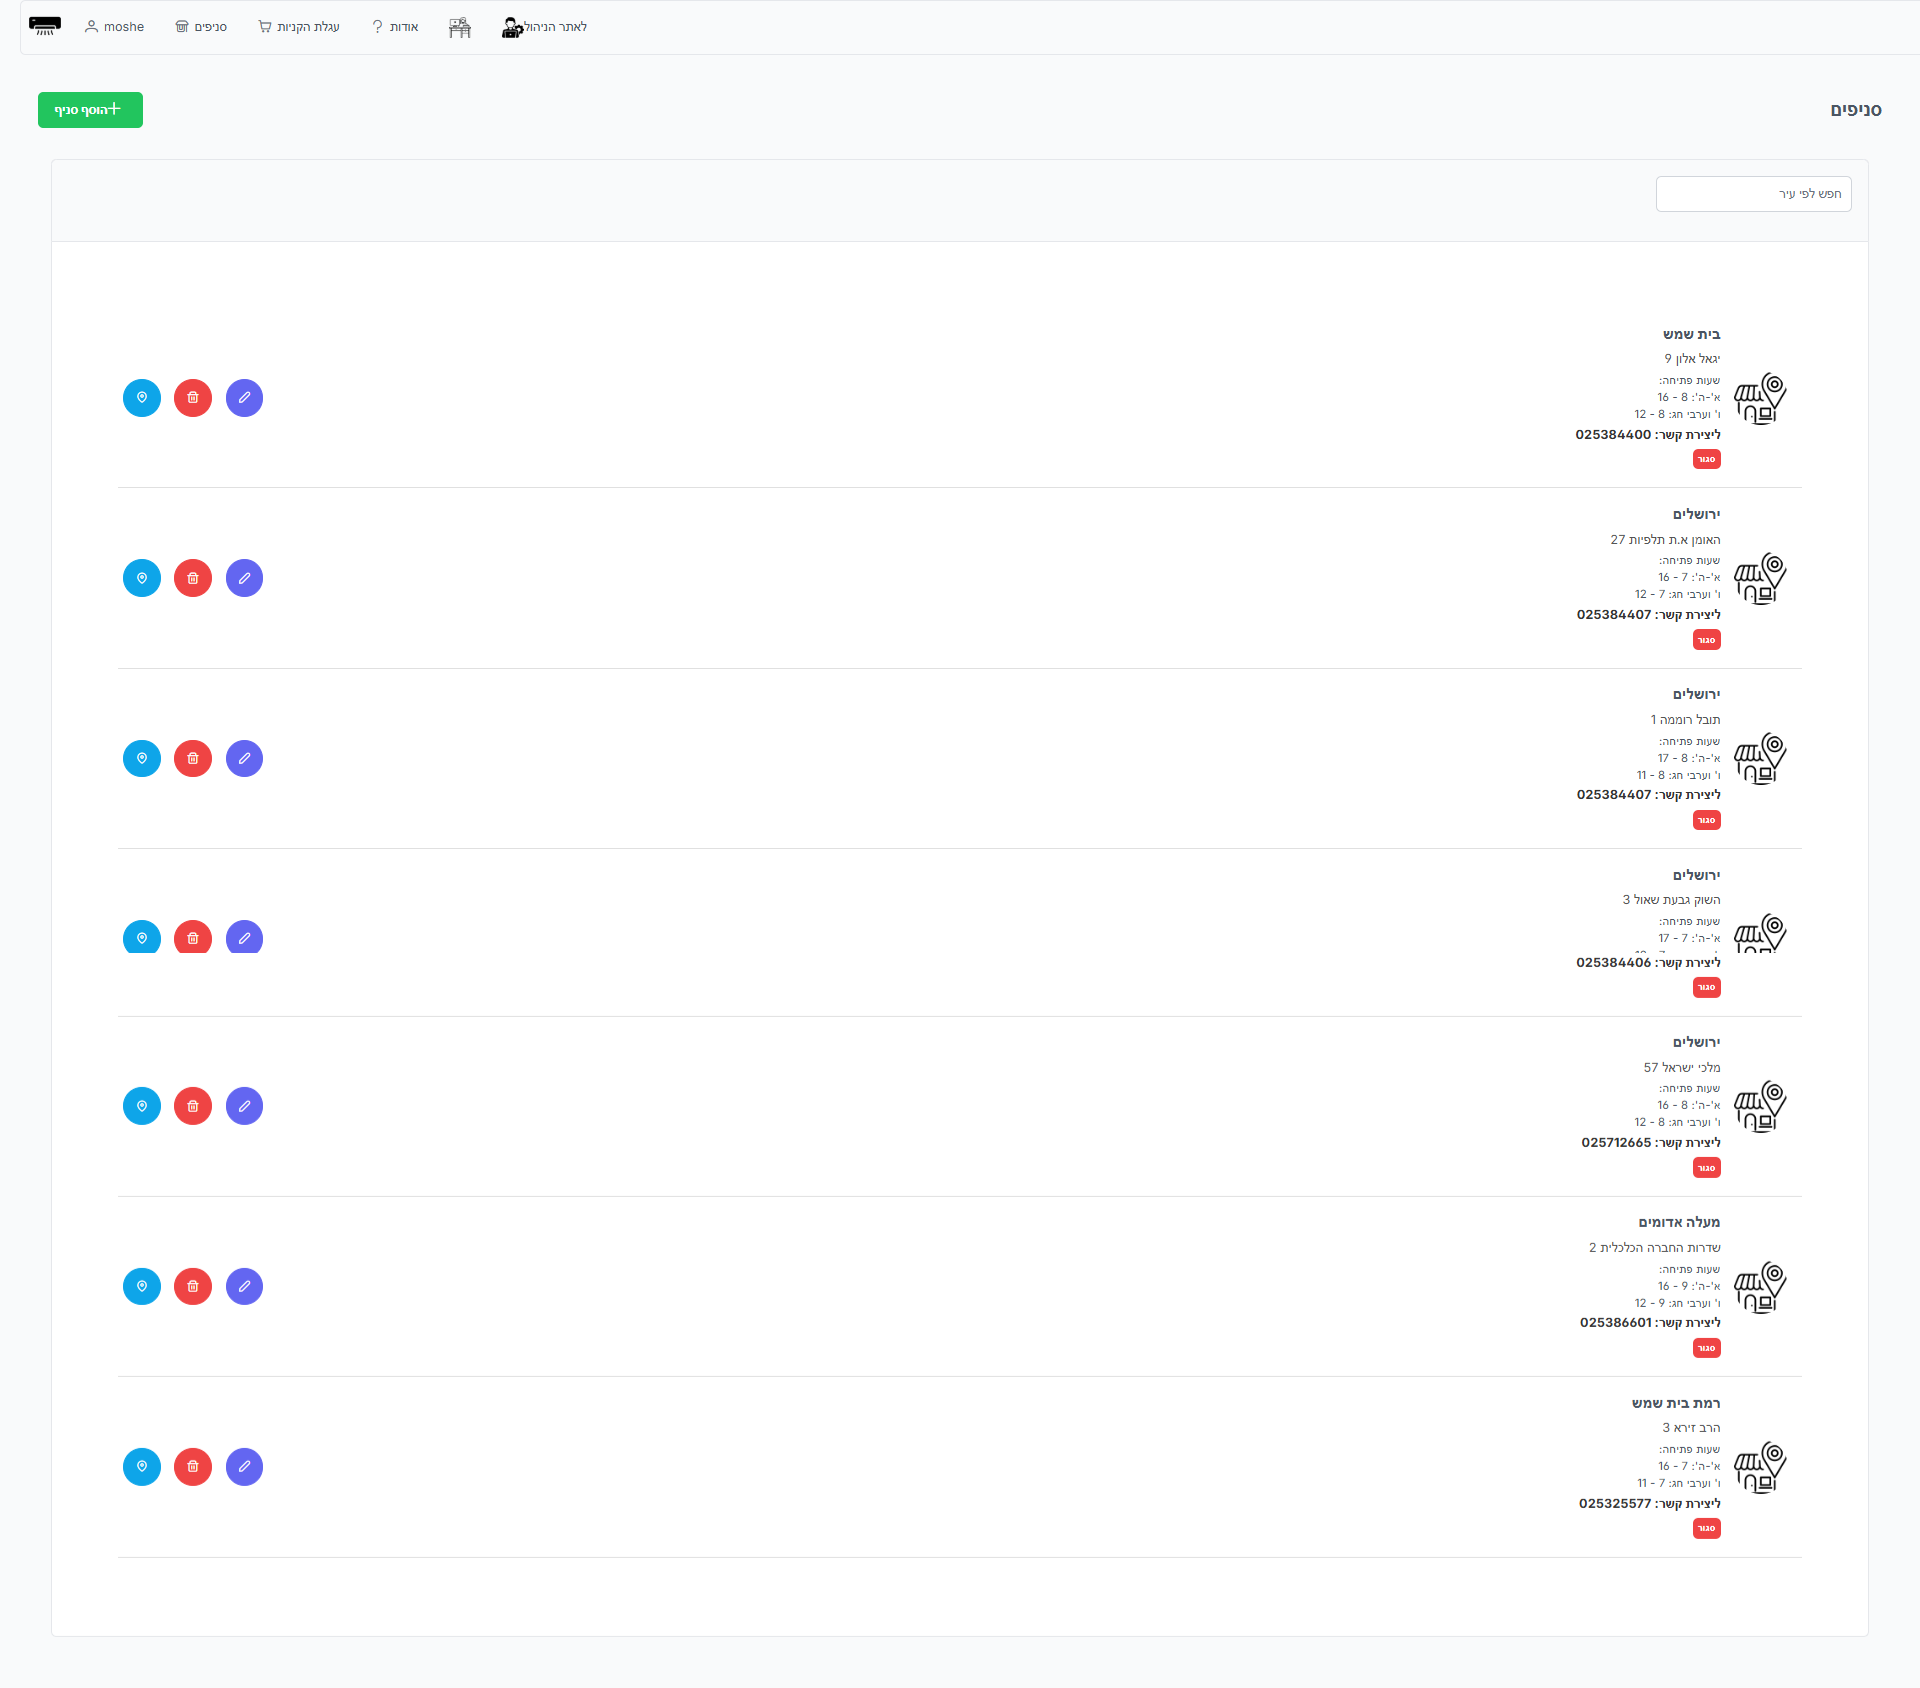 moshe
סניפים
עגלת הקניות
אודות
לאתר הניהול
סניפים
הוסף סניף
חפש לפי עיר
בית שמש
יגאל אלון 9
שעות פתיחה:
א'-ה': 8 - 16
ו' וערבי חג: 8 - 12
ליצירת קשר: 025384400
סגור
ירושלים
האומן א.ת תלפיות 27
שעות פתיחה:
א'-ה': 7 - 16
ו' וערבי חג: 7 - 12
ליצירת קשר: 025384407
סגור
ירושלים
תובל רוממה 1
שעות פתיחה:
א'-ה': 8 - 17
ו' וערבי חג: 8 - 11
ליצירת קשר: 025384407
סגור
ירושלים
השוק גבעת שאול 3
שעות פתיחה:
א'-ה': 7 - 17
ליצירת קשר: 025384406
סגור
ירושלים
מלכי ישראל 57
שעות פתיחה:
א'-ה': 8 - 16
ו' וערבי חג: 8 - 12
ליצירת קשר: 025712665
סגור
מעלה אדומים
שדרות החברה הכלכלית 2
שעות פתיחה:
א'-ה': 9 - 16
ו' וערבי חג: 9 - 12
ליצירת קשר: 025386601
סגור
רמת בית שמש
הרב זירא 3
שעות פתיחה:
א'-ה': 7 - 16
ו' וערבי חג: 7 - 11
ליצירת קשר: 025325577
סגור